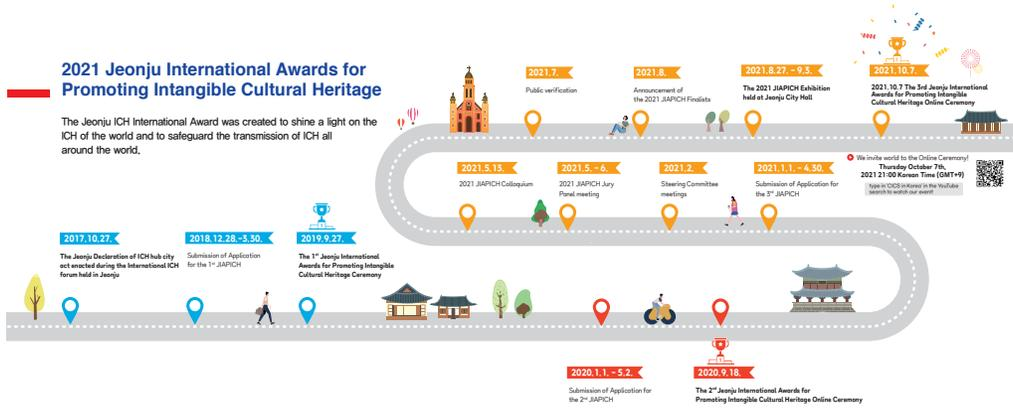 2021 Jeonju International Awards for
Promoting Intangible Cultural Heritage
The Jeonju ICH International Award was created to shine a light on the
ICH of the world and to safeguard the transmission of ICH all
around the world.
2017.10.27.
The Jeonju Declaration of ICH hub city
act enacted during the International ICH
forum held in Jeonju
2018.12.28.-3.30.
Submission of Application
for the 1st JIAPICH
2019.9.27.
The 1st Jeonju International
Awards for Promoting Intangible
Cultural Heritage Ceremony
2020.1.1. - 5.2.
Submission of Application for
the 2nd JIAPICH
2020.9.18.
The 2nd Jeonju International Awards for
Promoting Intangible Cultural Heritage Online Ceremony
2021.1.1. - 4.30.
Submission of Application for
the 3rd JIAPICH
2021.2.
Steering Committee
meetings
2021.5. - 6.
2021 JIAPICH Jury
Panel meeting
2021.5.13.
2021 JIAPICH Colloquium
2021.7.
Public verification
2021.8.
Announcement of
the 2021 JIAPICH Finalists
2021.8.27. - 9.3.
The 2021 JIAPICH Exhibition
held at Jeonju City Hall
2021.10.7.
2021.10.7 The 3rd Jeonju International
Awards for Promoting Intangible
Cultural Heritage Online Ceremony
We invite world to the Online Ceremony!
Thursday October 7th,
2021 21:00 Korean Time (GMT+9)
type in 'CICS in Korea' in the YouTube
search to watch our event!